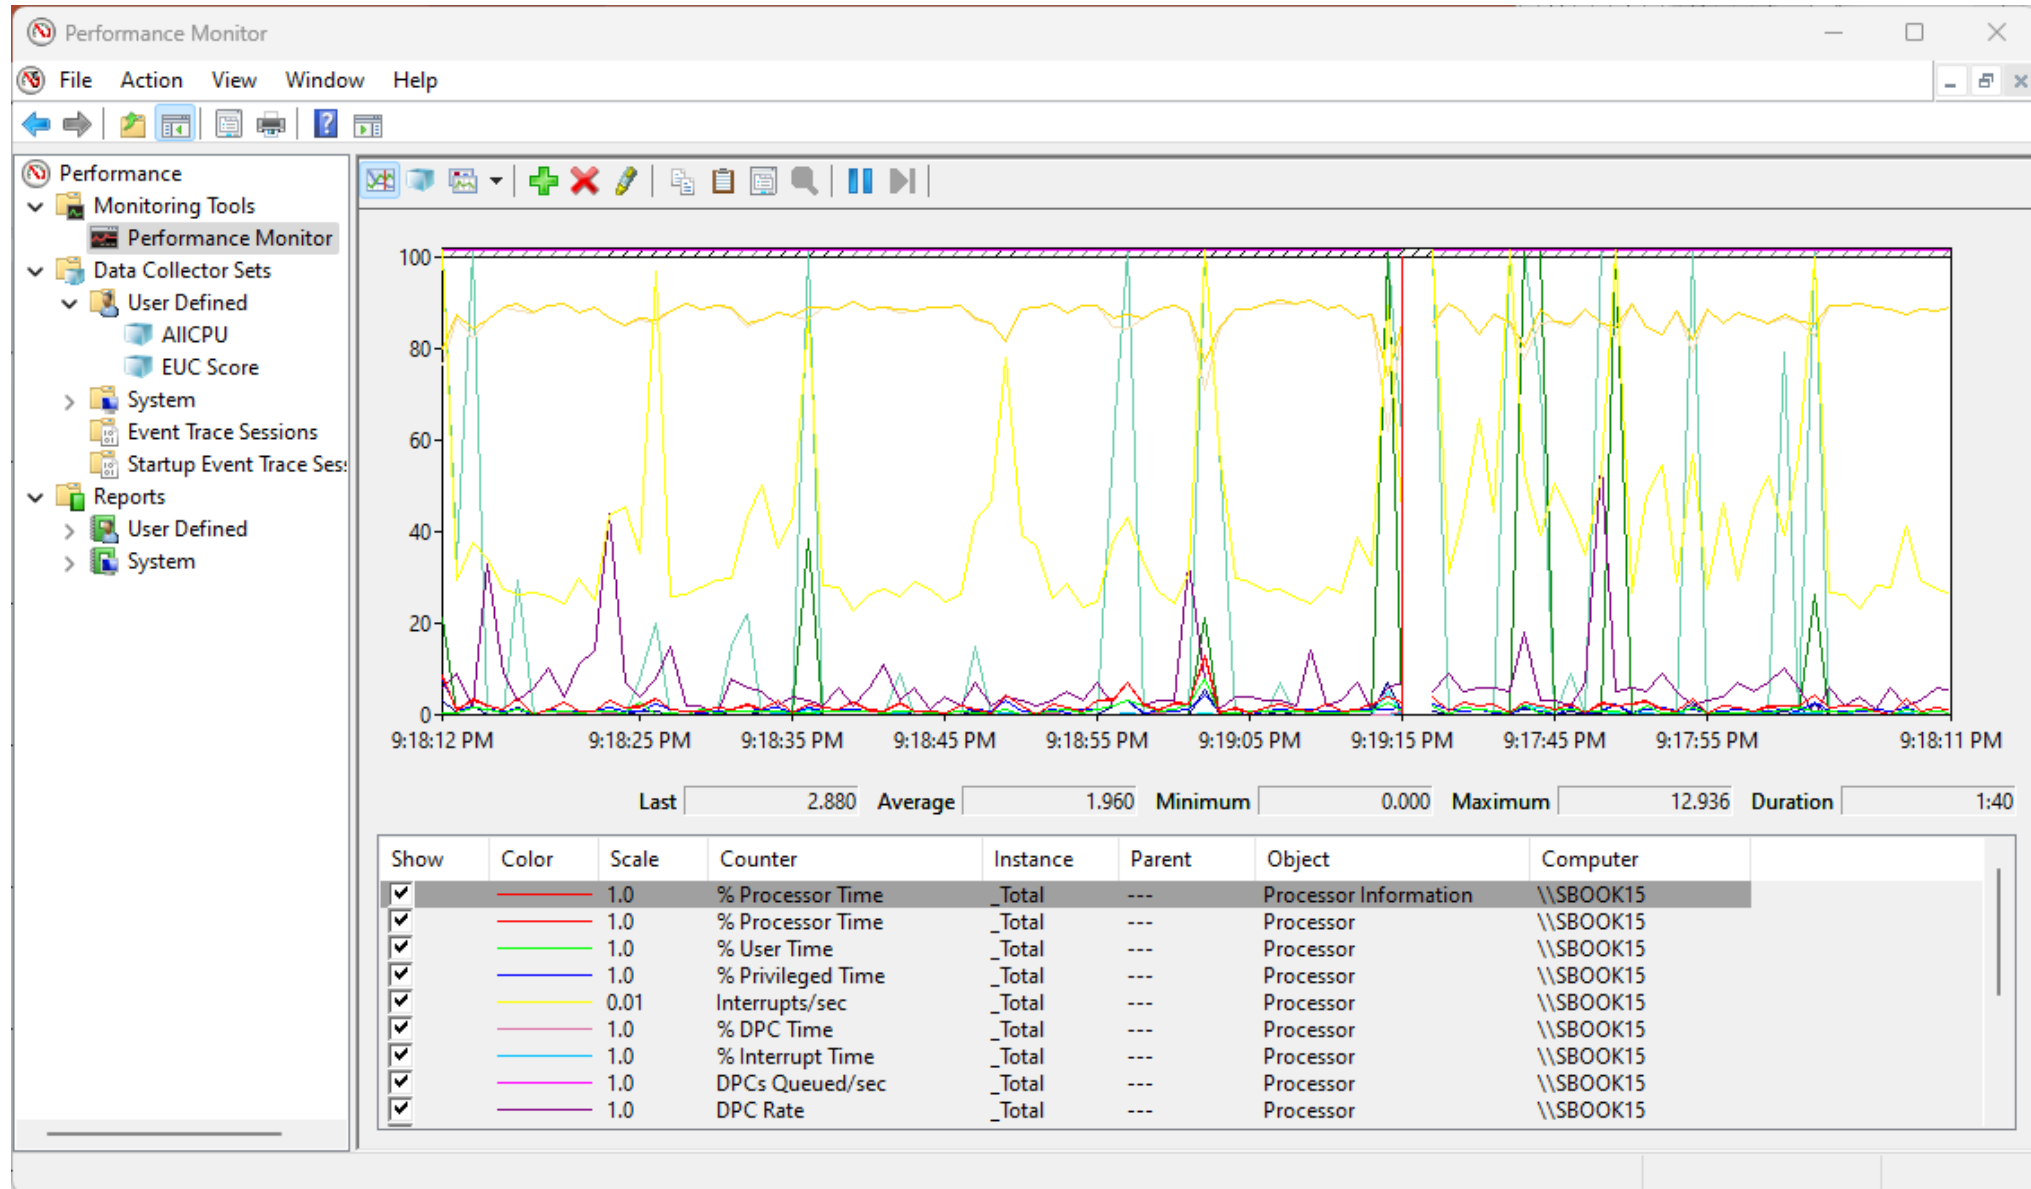 Performance Monitor
File Action View Window Help
Performance
Monitoring Tools
Performance Monitor
Data Collector Sets
User Defined
AllCPU
EUC Score
System
Event Trace Sessions
Startup Event Trace Ses
Reports
User Defined
System
100
80
60
40
20
0
9:18:12 PM 9:18:25 PM 9:18:35 PM 9:18:45 PM 9:18:55 PM 9:19:05 PM 9:19:15 PM 9:17:45 PM 9:17:55 PM 9:18:11 PM
Last 2.880 Average 1.960 Minimum 0.000 Maximum 12.936 Duration 1:40
Show Color Scale Counter Instance Parent Object Computer
1.0 % Processor Time _Total --- Processor Information \\SBOOK15
1.0 % Processor Time _Total --- Processor \\SBOOK15
1.0 % User Time _Total --- Processor \\SBOOK15
1.0 % Privileged Time _Total --- Processor \\SBOOK15
0.01 Interrupts/sec _Total --- Processor \\SBOOK15
1.0 % DPC Time _Total --- Processor \\SBOOK15
1.0 % Interrupt Time _Total --- Processor \\SBOOK15
1.0 DPCs Queued/sec _Total --- Processor \\SBOOK15
1.0 DPC Rate _Total --- Processor \\SBOOK15